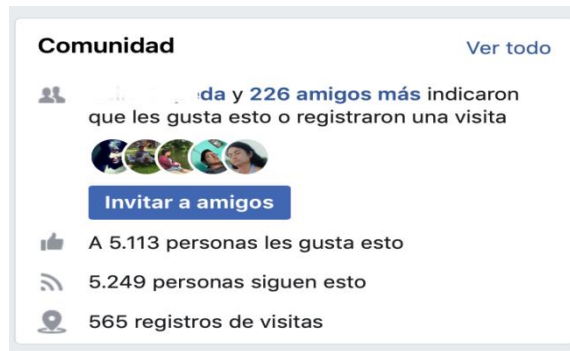 Comunidad
Ver todo
y 226 amigos más indicaron
que les gusta esto o registraron una visita
Invitar a amigos
A 5.113 personas les gusta esto
5.249 personas siguen esto
565 registros de visitas